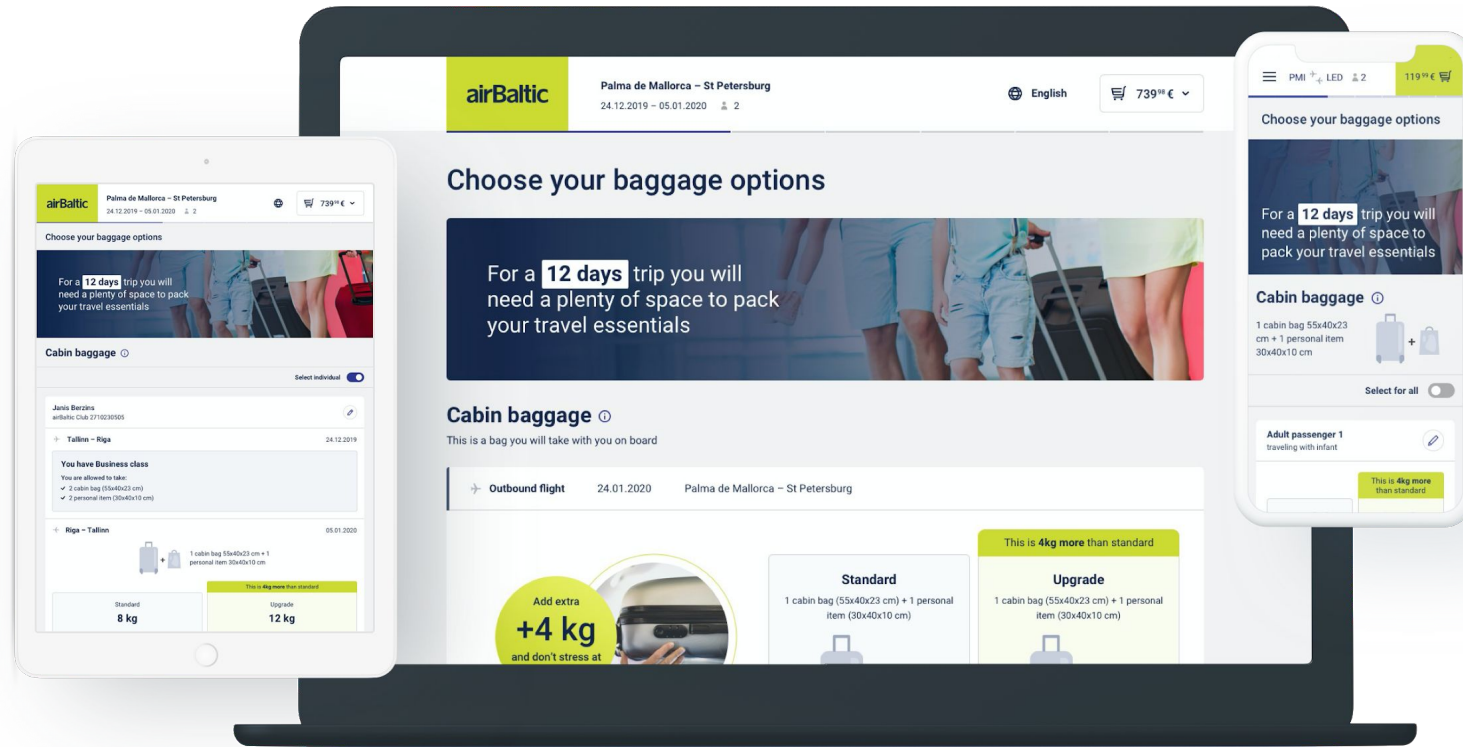 airBaltic
Palma de Mallorca – St Petersburg
24.12.2019 – 05.01.2020 2
English
739⁹⁸ €
Choose your baggage options
For a 12 days trip you will
need a plenty of space to pack
your travel essentials
Cabin baggage
This is a bag you will take with you on board
Outbound flight 24.01.2020 Palma de Mallorca – St Petersburg
Add extra
+4 kg
and don't stress at
Standard
1 cabin bag (55x40x23 cm) + 1 personal
item (30x40x10 cm)
This is 4kg more than standard
Upgrade
1 cabin bag (55x40x23 cm) + 1 personal
item (30x40x10 cm)
airBaltic
Palma de Mallorca – St Petersburg
24.12.2019 – 05.01.2020 2
739⁹⁸ €
Choose your baggage options
For a 12 days trip you will
need a plenty of space to pack
your travel essentials
Cabin baggage
Select individual
Janis Berzins
airBaltic Club 2710230505
Tallinn – Riga 24.12.2019
You have Business class
You are allowed to take:
✓ 2 cabin bag (55x40x23 cm)
✓ 2 personal item (30x40x10 cm)
Riga – Tallinn 05.01.2020
+
1 cabin bag 55x40x23 cm + 1
personal item 30x40x10 cm
This is 4kg more than standard
Standard
8 kg
Upgrade
12 kg
PMI LED 2 119⁹⁹ €
Choose your baggage options
For a 12 days trip you will
need a plenty of space to
pack your travel essentials
Cabin baggage
1 cabin bag 55x40x23
cm + 1 personal item
30x40x10 cm
+
Select for all
Adult passenger 1
traveling with infant
This is 4kg more
than standard